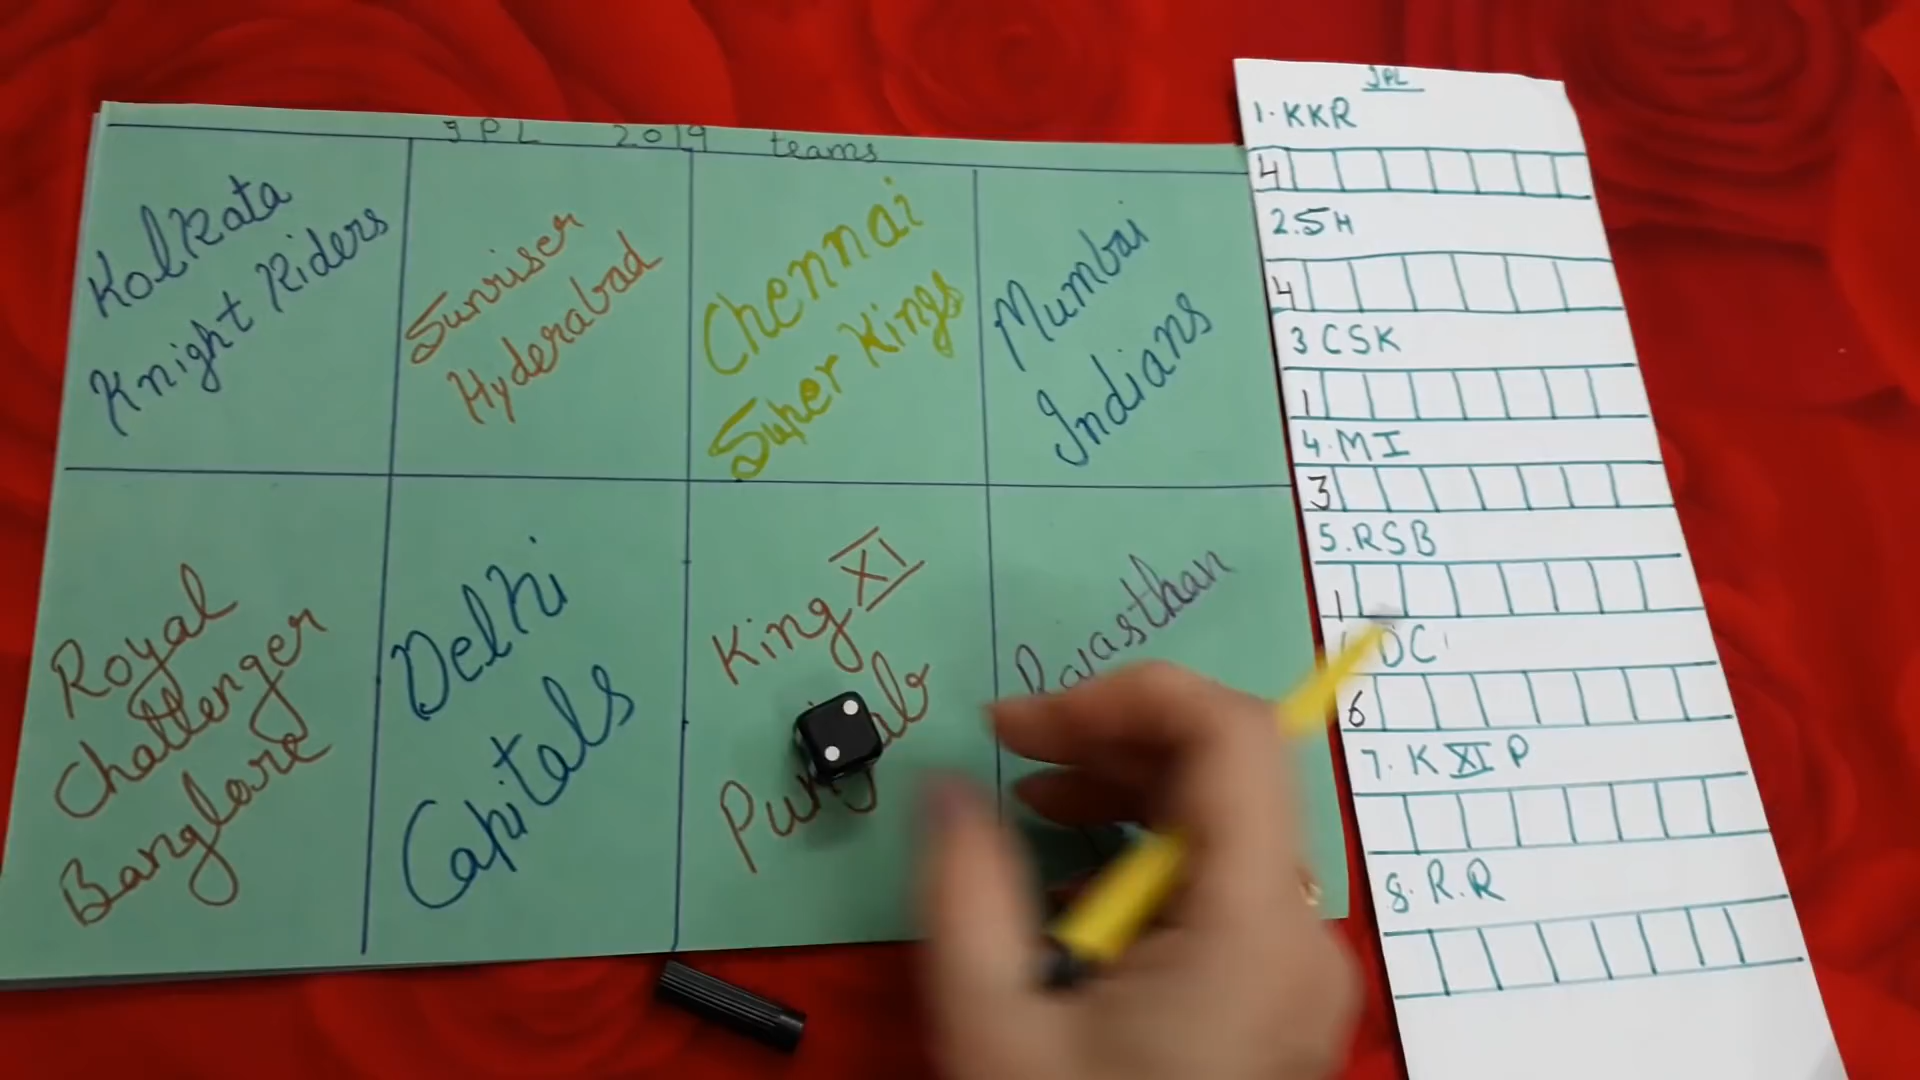 IPL 2019 teams
Kolkata
Knight Riders
Sunriser
Hyderabad
Chennai
Super Kings
Mumbai
Indians
Royal
Challenger
Banglore
Delhi
Capitals
King XI
Rajasthan
IPL
1. KKR
4
2. SH
4
3 CSK
1
4. MI
3
5. RSB
1
DC
6
7. K XI P
8. R.R